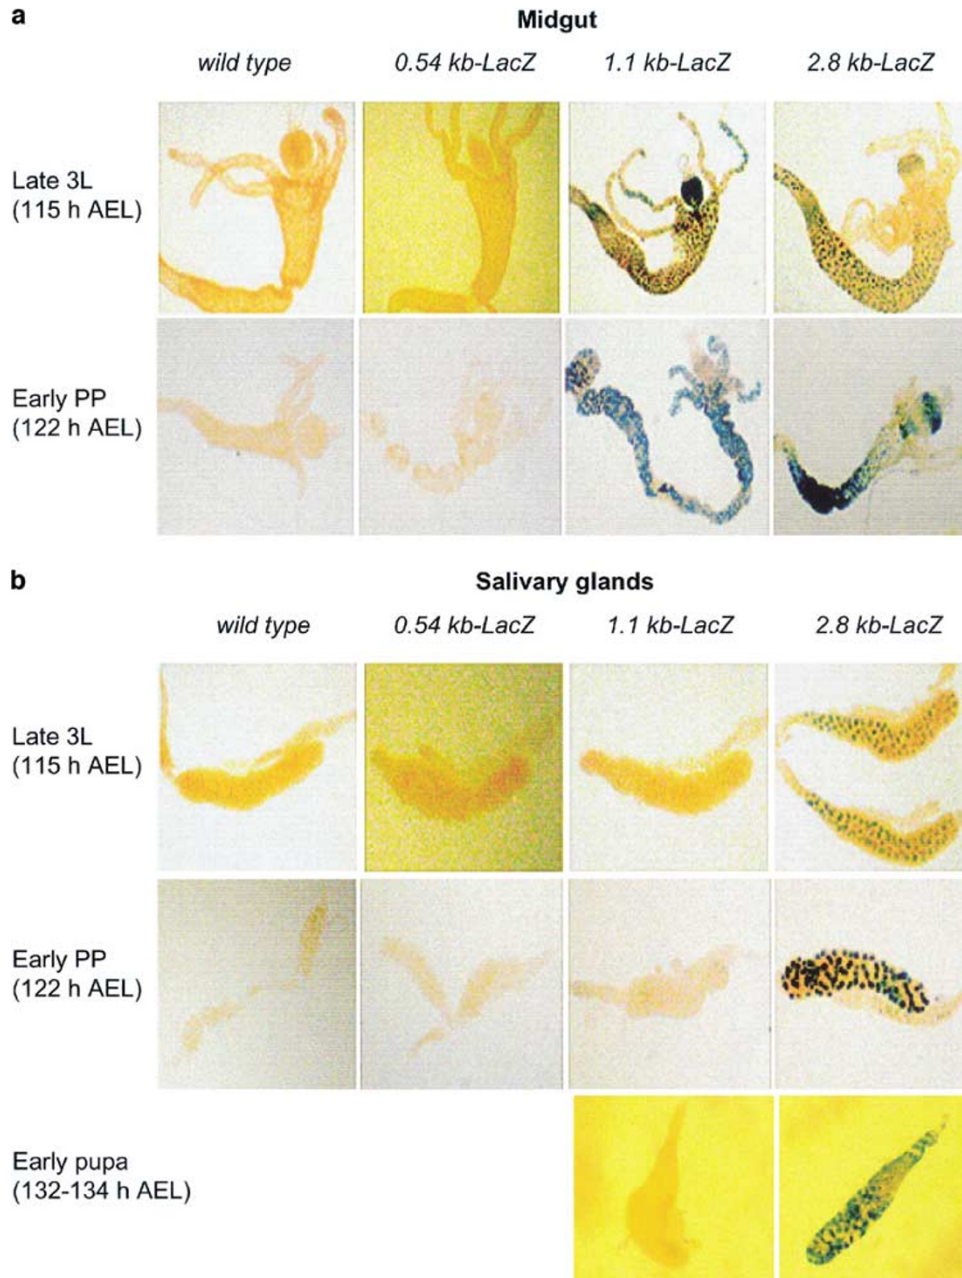 a
Midgut
wild type 0.54 kb-LacZ 1.1 kb-LacZ 2.8 kb-LacZ
Late 3L
(115 h AEL)
Early PP
(122 h AEL)
b
Salivary glands
wild type 0.54 kb-LacZ 1.1 kb-LacZ 2.8 kb-LacZ
Late 3L
(115 h AEL)
Early PP
(122 h AEL)
Early pupa
(132-134 h AEL)